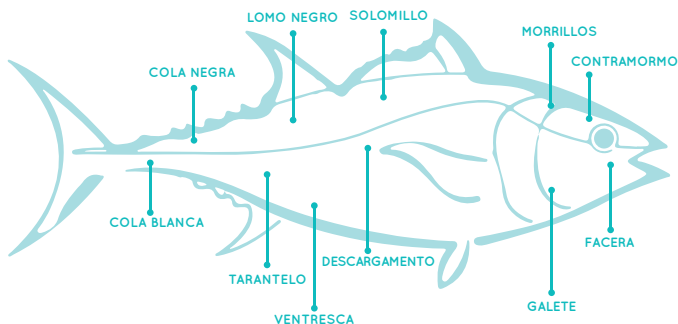 LOMO NEGRO
SOLOMILLO
MORRILLOS
CONTRAMORMO
COLA NEGRA
COLA BLANCA
TARANTELO
DESCARGAMENTO
FACERA
GALETE
VENTRESCA